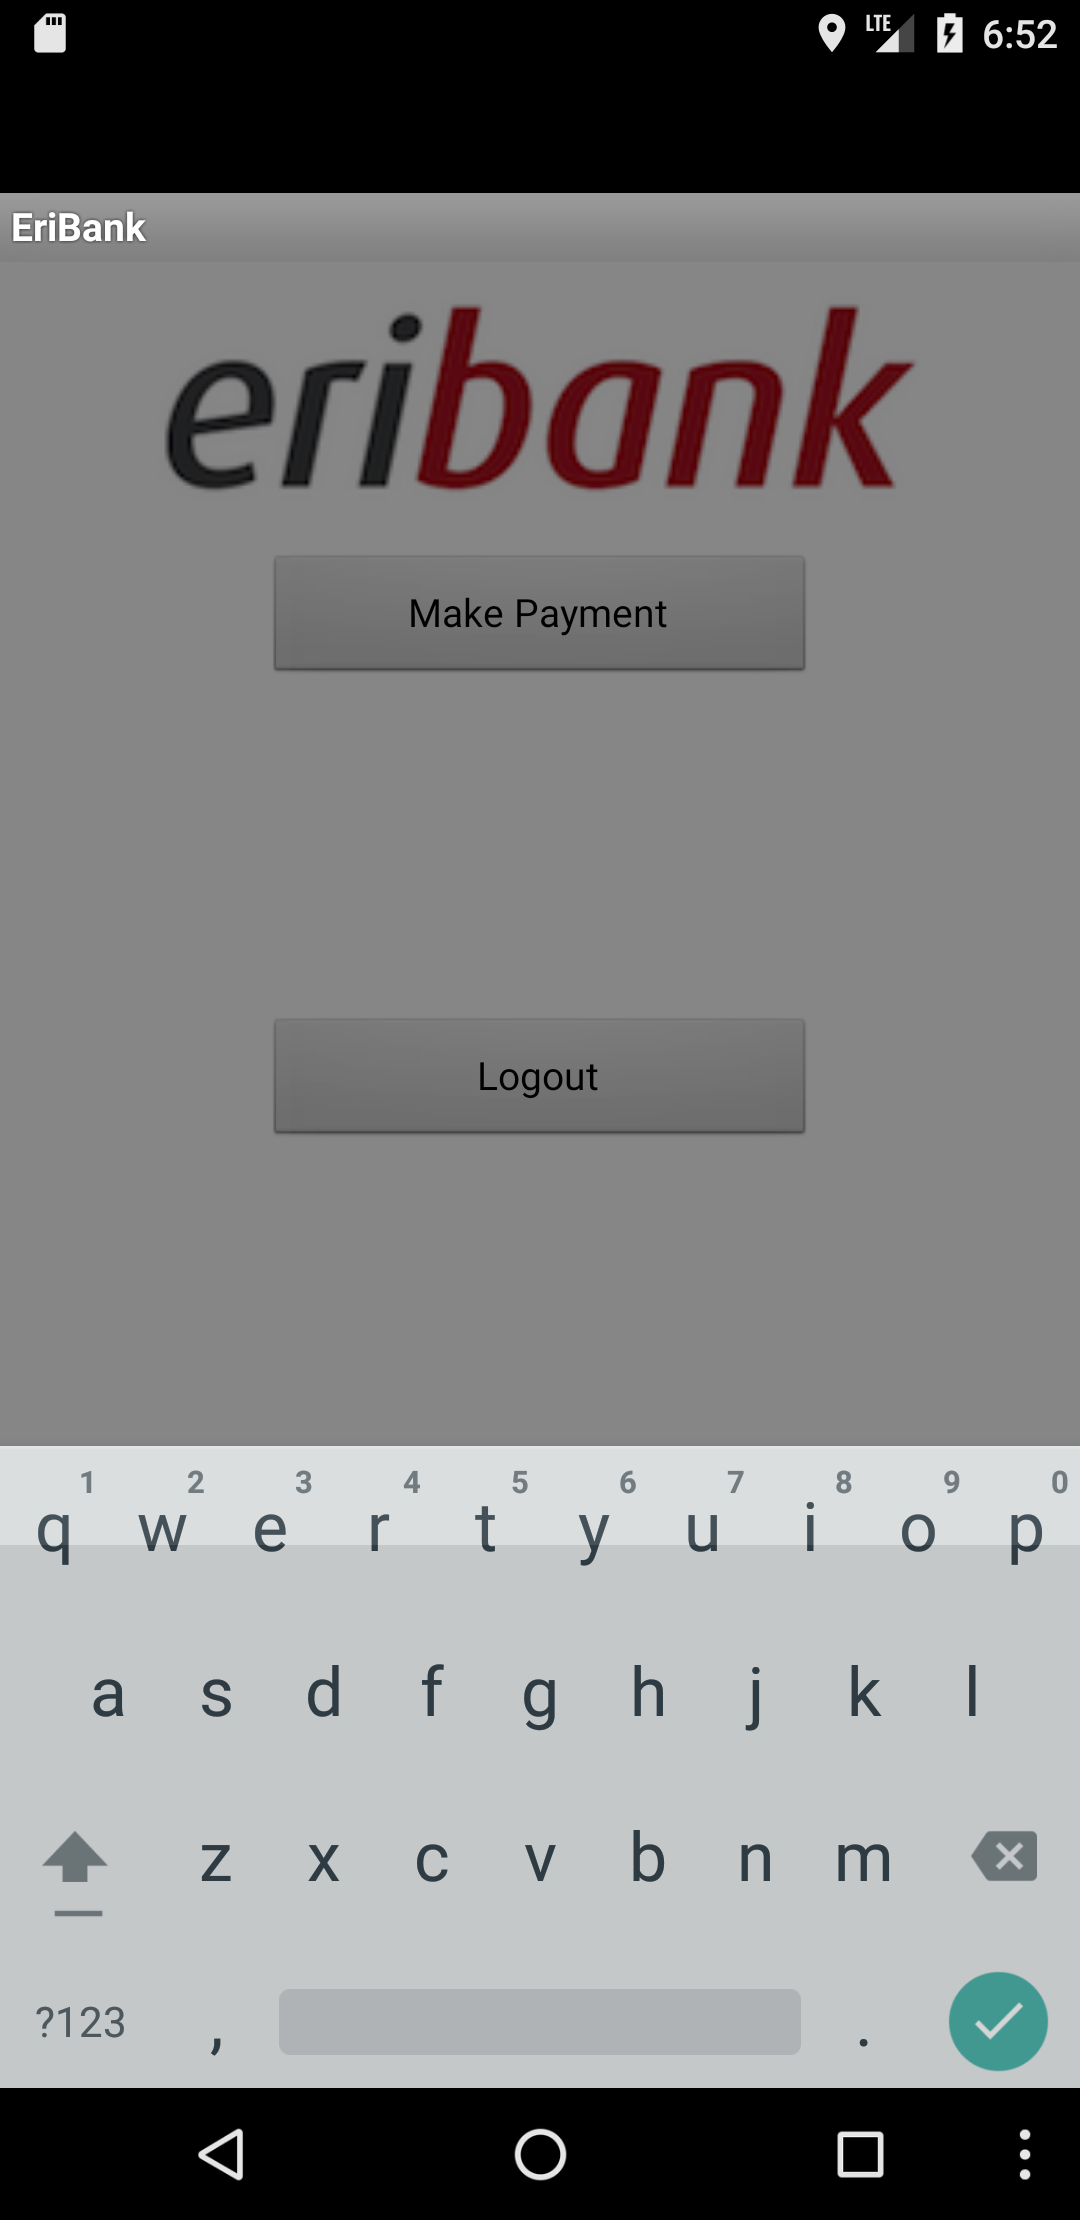 LTE 6:52
EriBank
eribank
Make Payment
Logout
1 2 3 4 5 6 7 8 9 0
q w e r t y u i o p
a s d f g h j k l
z x c v b n m
?123 , .